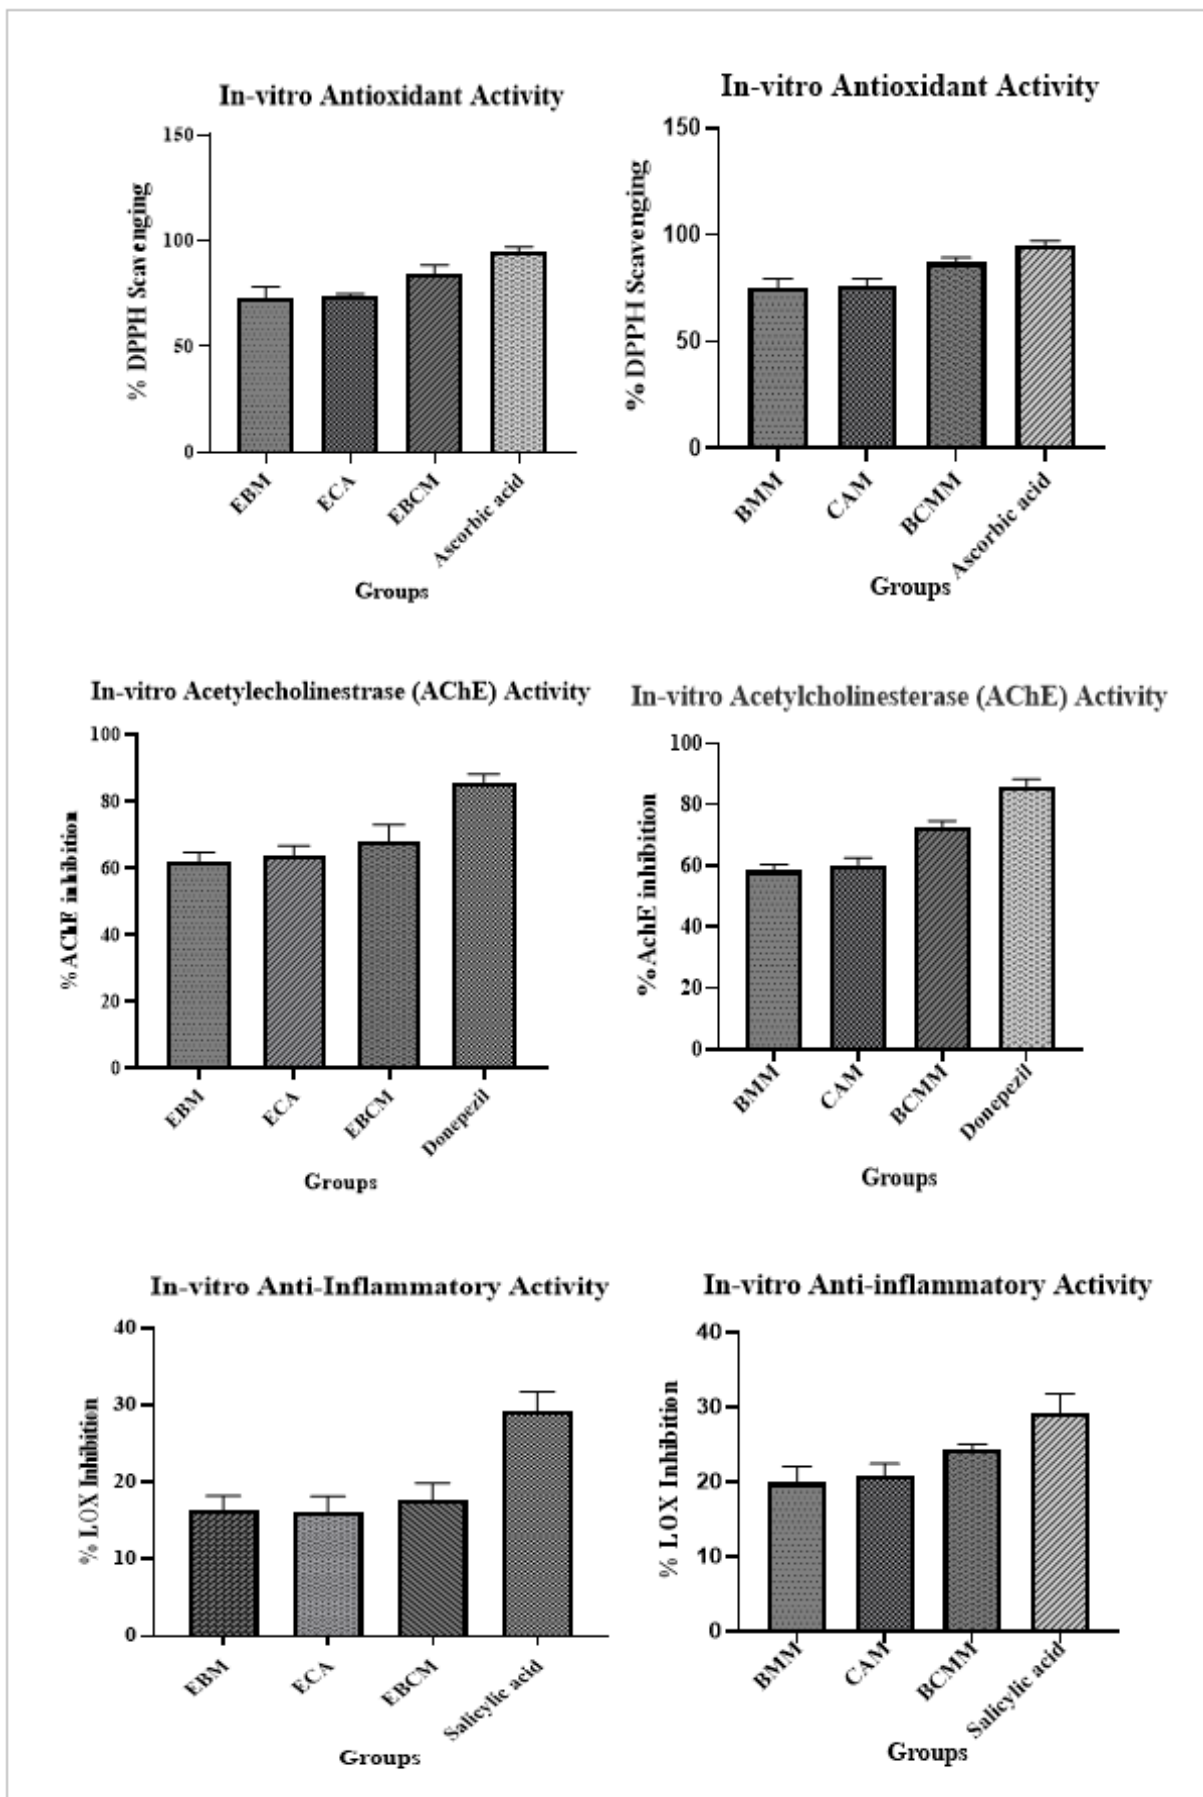 In-vitro Antioxidant Activity
% DPPH Scavenging
150
100
50
0
EBM
ECA
EBCM
Ascorbic acid
Groups
In-vitro Antioxidant Activity
% DPPH Scavenging
150
100
50
0
BMM
CAM
BCMM
Ascorbic acid
Groups
In-vitro Acetylecholinestrase (AChE) Activity
%AChE inhibition
100
80
60
40
20
0
EBM
ECA
EBCM
Donepezil
Groups
In-vitro Acetylcholinesterase (AChE) Activity
%AchE inhibition
100
80
60
40
20
0
BMM
CAM
BCMM
Donepezil
Groups
In-vitro Anti-Inflammatory Activity
% LOX Inhibition
40
30
20
10
0
EBM
ECA
EBCM
Salicylic acid
Groups
In-vitro Anti-inflammatory Activity
% LOX Inhibition
40
30
20
10
0
BMM
CAM
BCMM
Salicylic acid
Groups